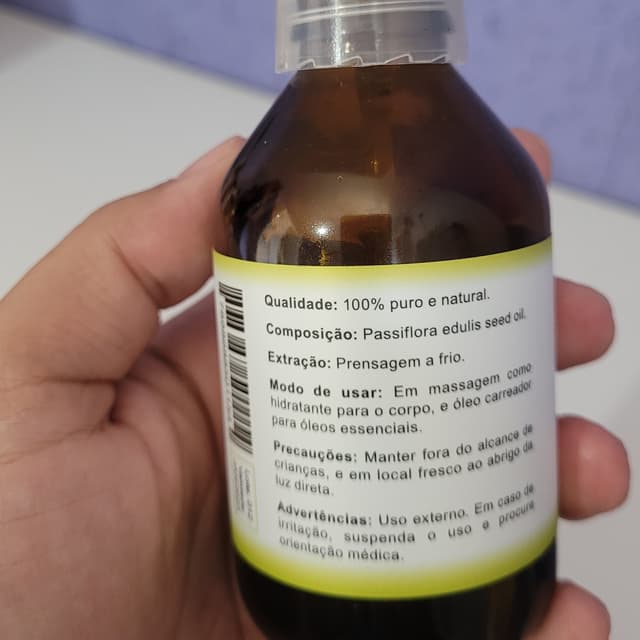 Qualidade: 100% puro e natural.
Composição: Passiflora edulis seed oil.
Extração: Prensagem a frio.
Modo de usar: Em massagem como
hidratante para o corpo, e óleo carreador
para óleos essenciais.
Precauções: Manter fora do alcance de
crianças, e em local fresco ao abrigo da
luz direta.
Advertências: Uso externo. Em caso de
irritação, suspenda o uso e procure
orientação médica.